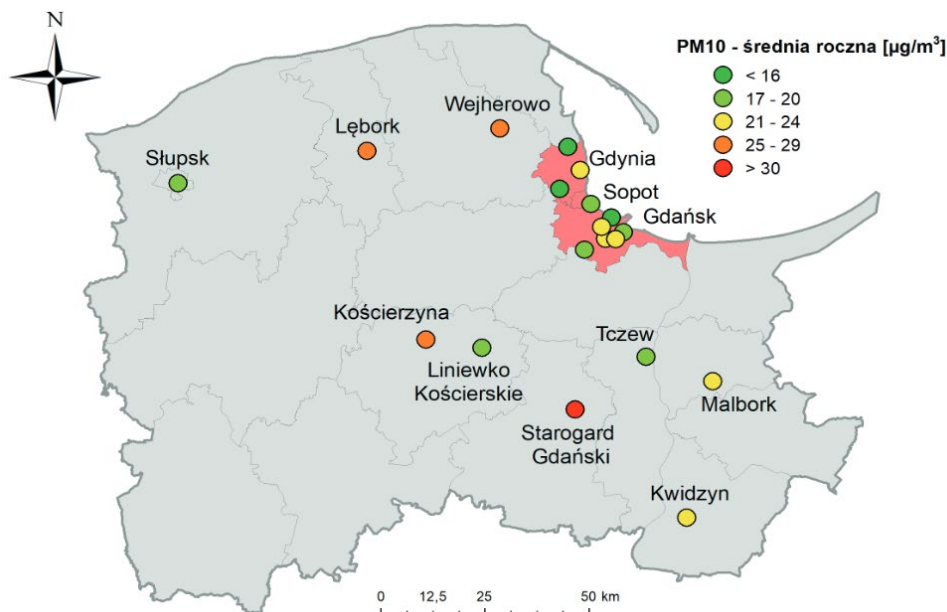 N
PM10 - średnia roczna [µg/m³]
< 16
17 - 20
21 - 24
25 - 29
> 30
Wejherowo
Lębork
Słupsk
Gdynia
Sopot
Gdańsk
Kościerzyna
Liniewko
Kościerskie
Tczew
Malbork
Starogard
Gdański
Kwidzyn
0 12,5 25 50 km